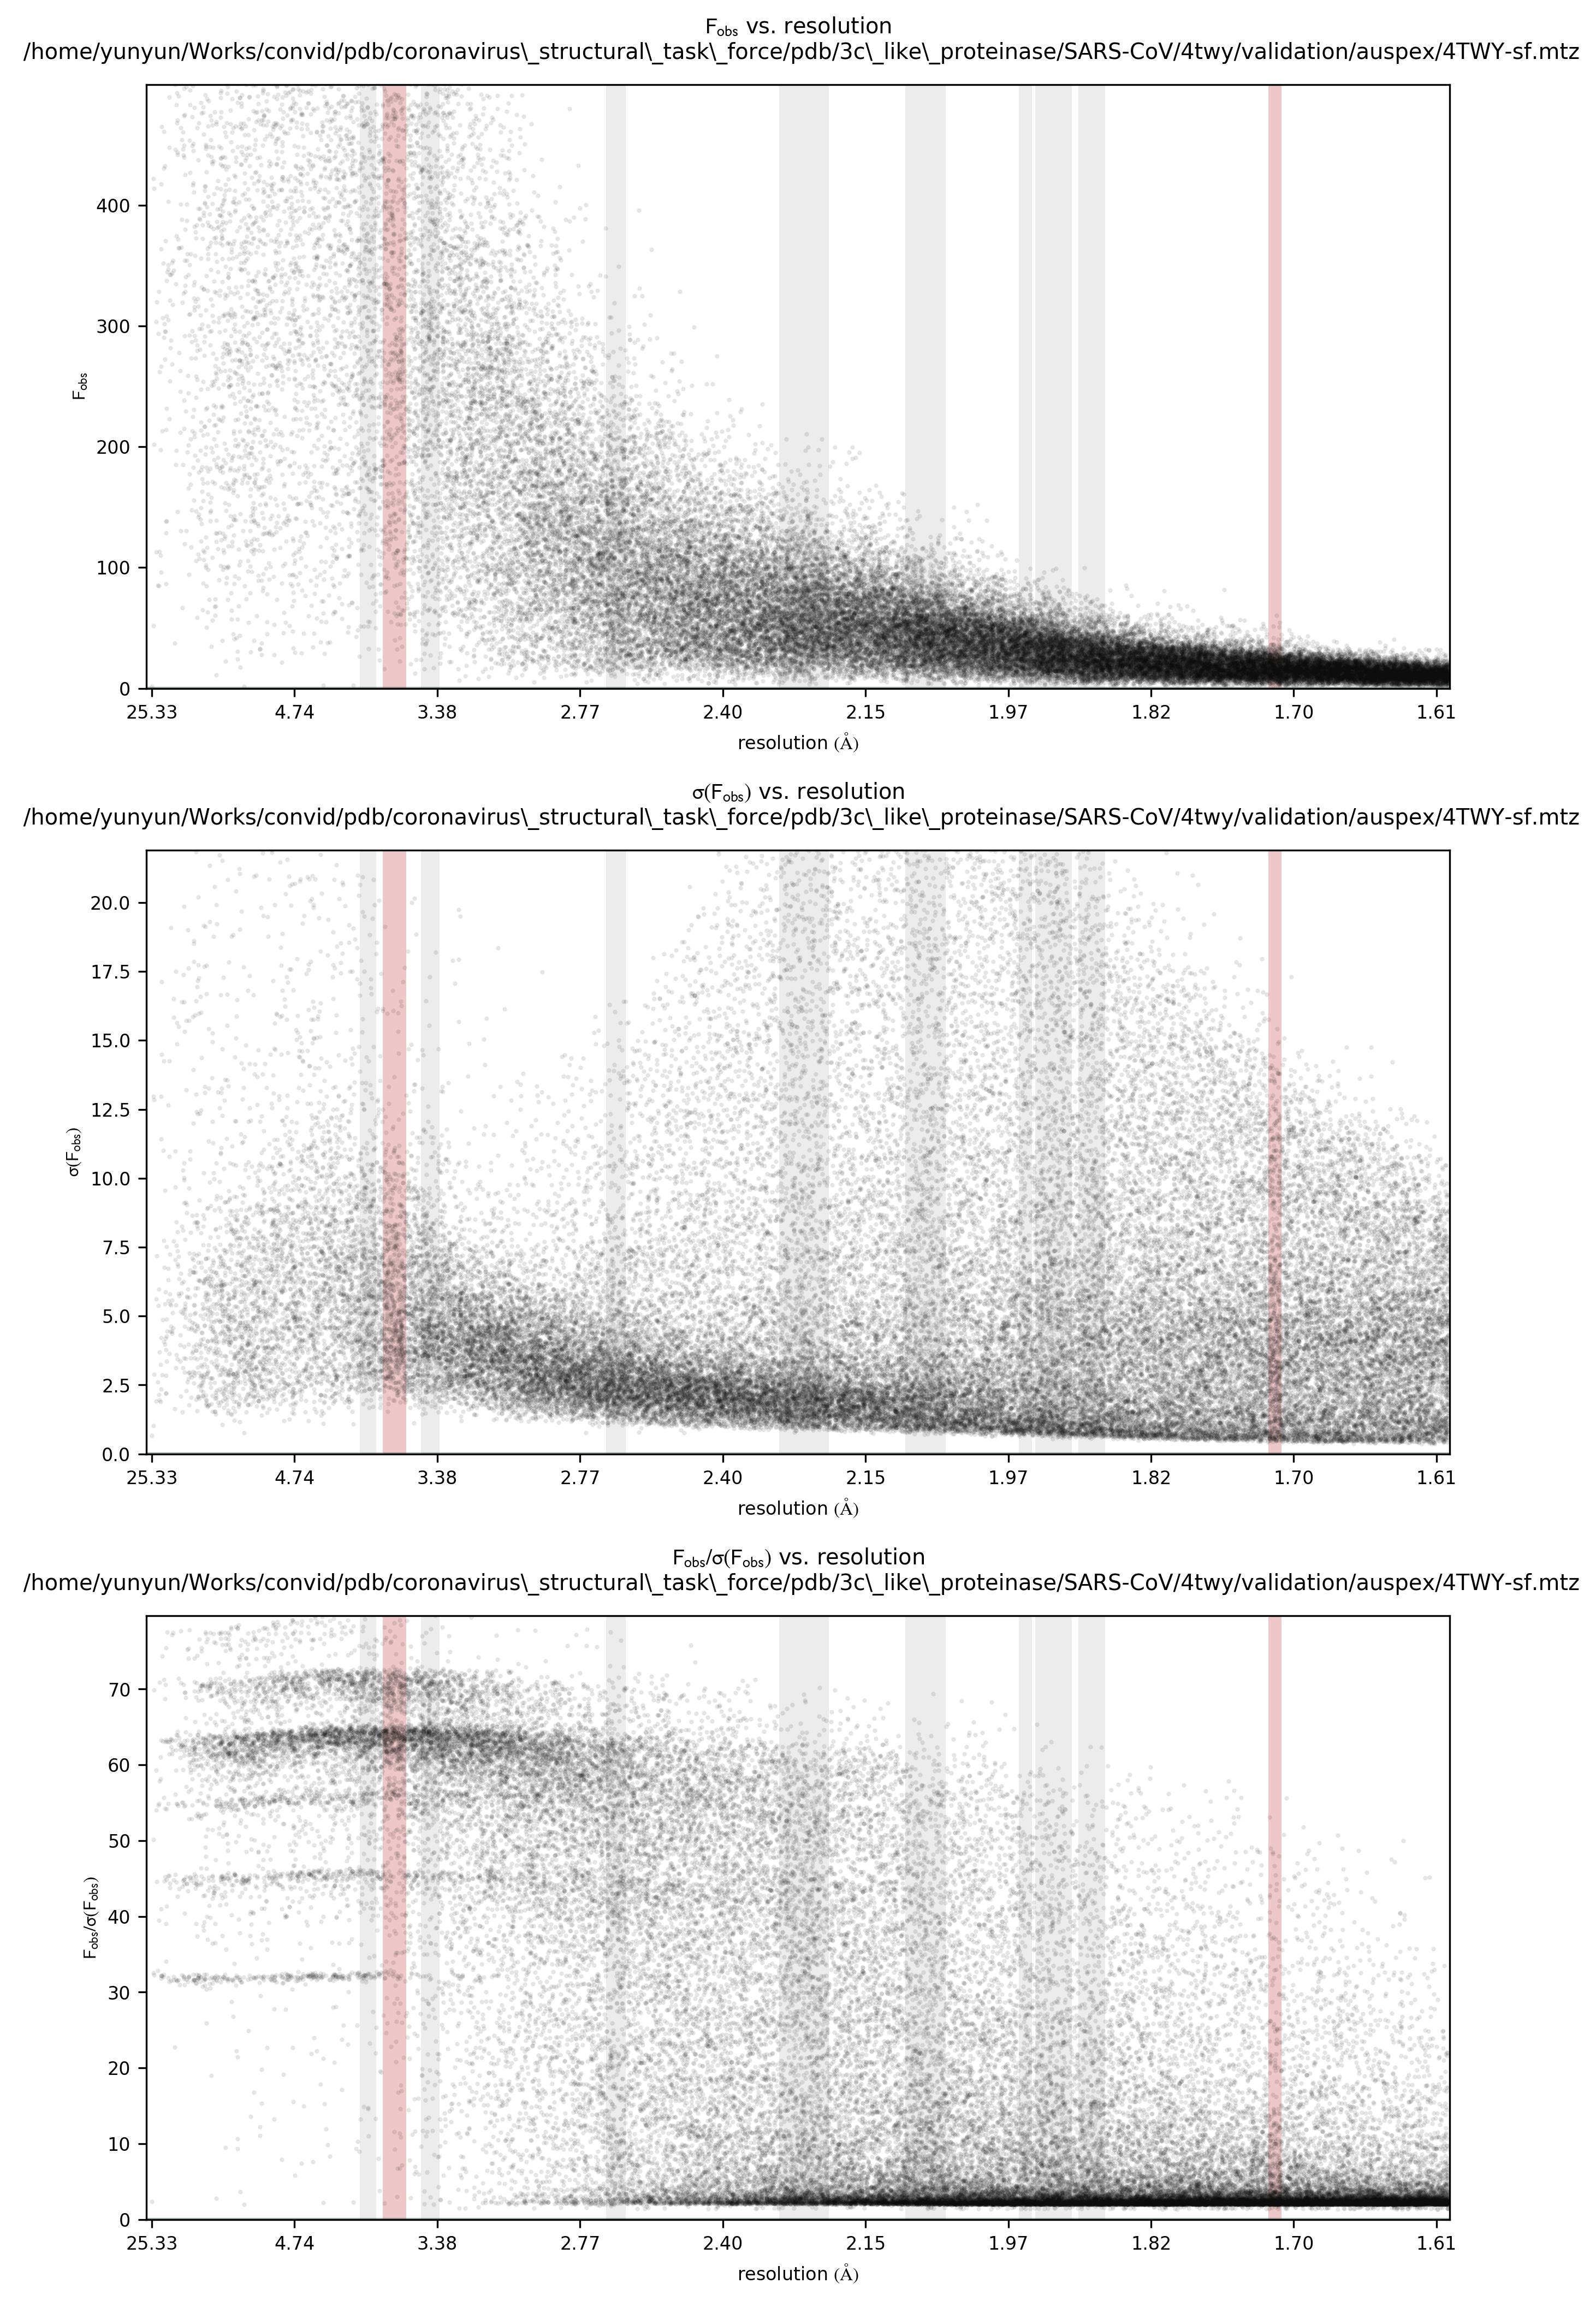 Fobs vs. resolution
/home/yunyun/Works/convid/pdb/coronavirus\_structural\_task\_force/pdb/3c\_like\_proteinase/SARS-CoV/4twy/validation/auspex/4TWY-sf.mtz
Fobs
400
300
200
100
0
25.33 4.74 3.38 2.77 2.40 2.15 1.97 1.82 1.70 1.61
resolution (Å)
σ(Fobs) vs. resolution
/home/yunyun/Works/convid/pdb/coronavirus\_structural\_task\_force/pdb/3c\_like\_proteinase/SARS-CoV/4twy/validation/auspex/4TWY-sf.mtz
σ(Fobs)
20.0
17.5
15.0
12.5
10.0
7.5
5.0
2.5
0.0
25.33 4.74 3.38 2.77 2.40 2.15 1.97 1.82 1.70 1.61
resolution (Å)
Fobs/σ(Fobs) vs. resolution
/home/yunyun/Works/convid/pdb/coronavirus\_structural\_task\_force/pdb/3c\_like\_proteinase/SARS-CoV/4twy/validation/auspex/4TWY-sf.mtz
Fobs/σ(Fobs)
70
60
50
40
30
20
10
0
25.33 4.74 3.38 2.77 2.40 2.15 1.97 1.82 1.70 1.61
resolution (Å)